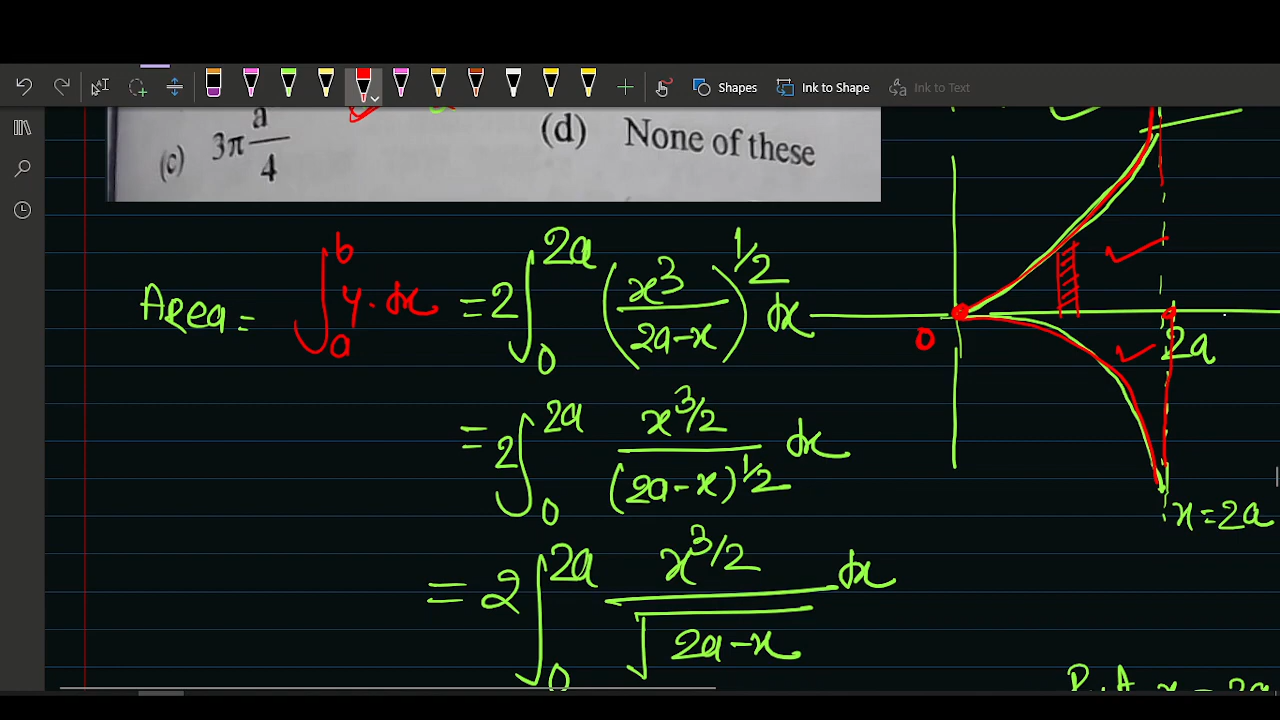 Shapes Ink to Shape Ink to Text
(c) 3π a/4 (d) None of these
Area = ∫_a^b y. dx = 2 ∫_0^{2a} (x^3/(2a-x))^{1/2} dx
0 2a
= 2 ∫_0^{2a} x^{3/2}/(2a-x)^{1/2} dx
x=2a
= 2 ∫_0^{2a} x^{3/2}/√(2a-x) dx